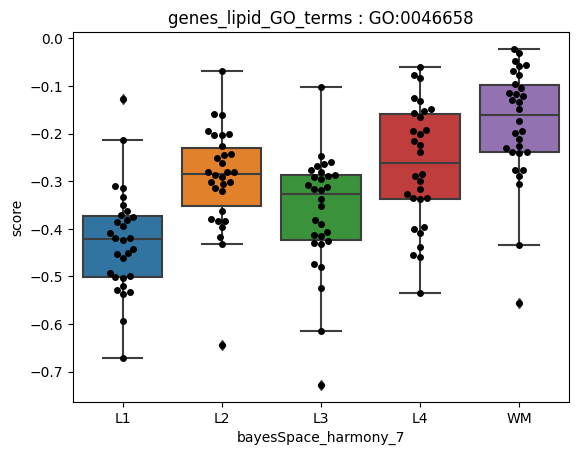 genes_lipid_GO_terms : GO:0046658
0.0
−0.1
−0.2
−0.3
−0.4
−0.5
−0.6
−0.7
score
L1 L2 L3 L4 WM
bayesSpace_harmony_7